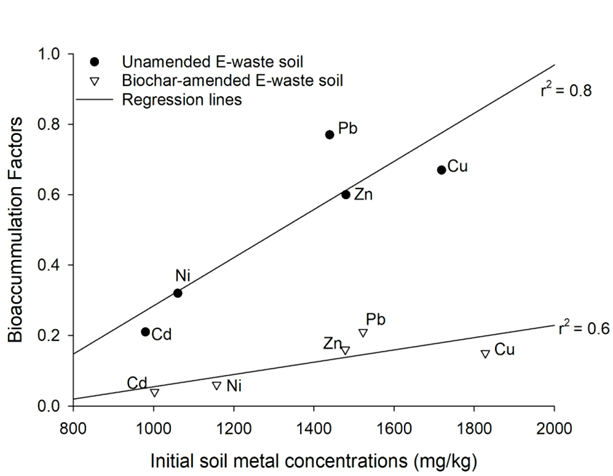 1.0
0.8
0.6
0.4
0.2
0.0
Bioaccummulation Factors
Unamended E-waste soil
Biochar-amended E-waste soil
Regression lines
r² = 0.8
Pb
Cu
Zn
Ni
Cd
r² = 0.6
Pb
Zn
Cu
Cd
Ni
800 1000 1200 1400 1600 1800 2000
Initial soil metal concentrations (mg/kg)